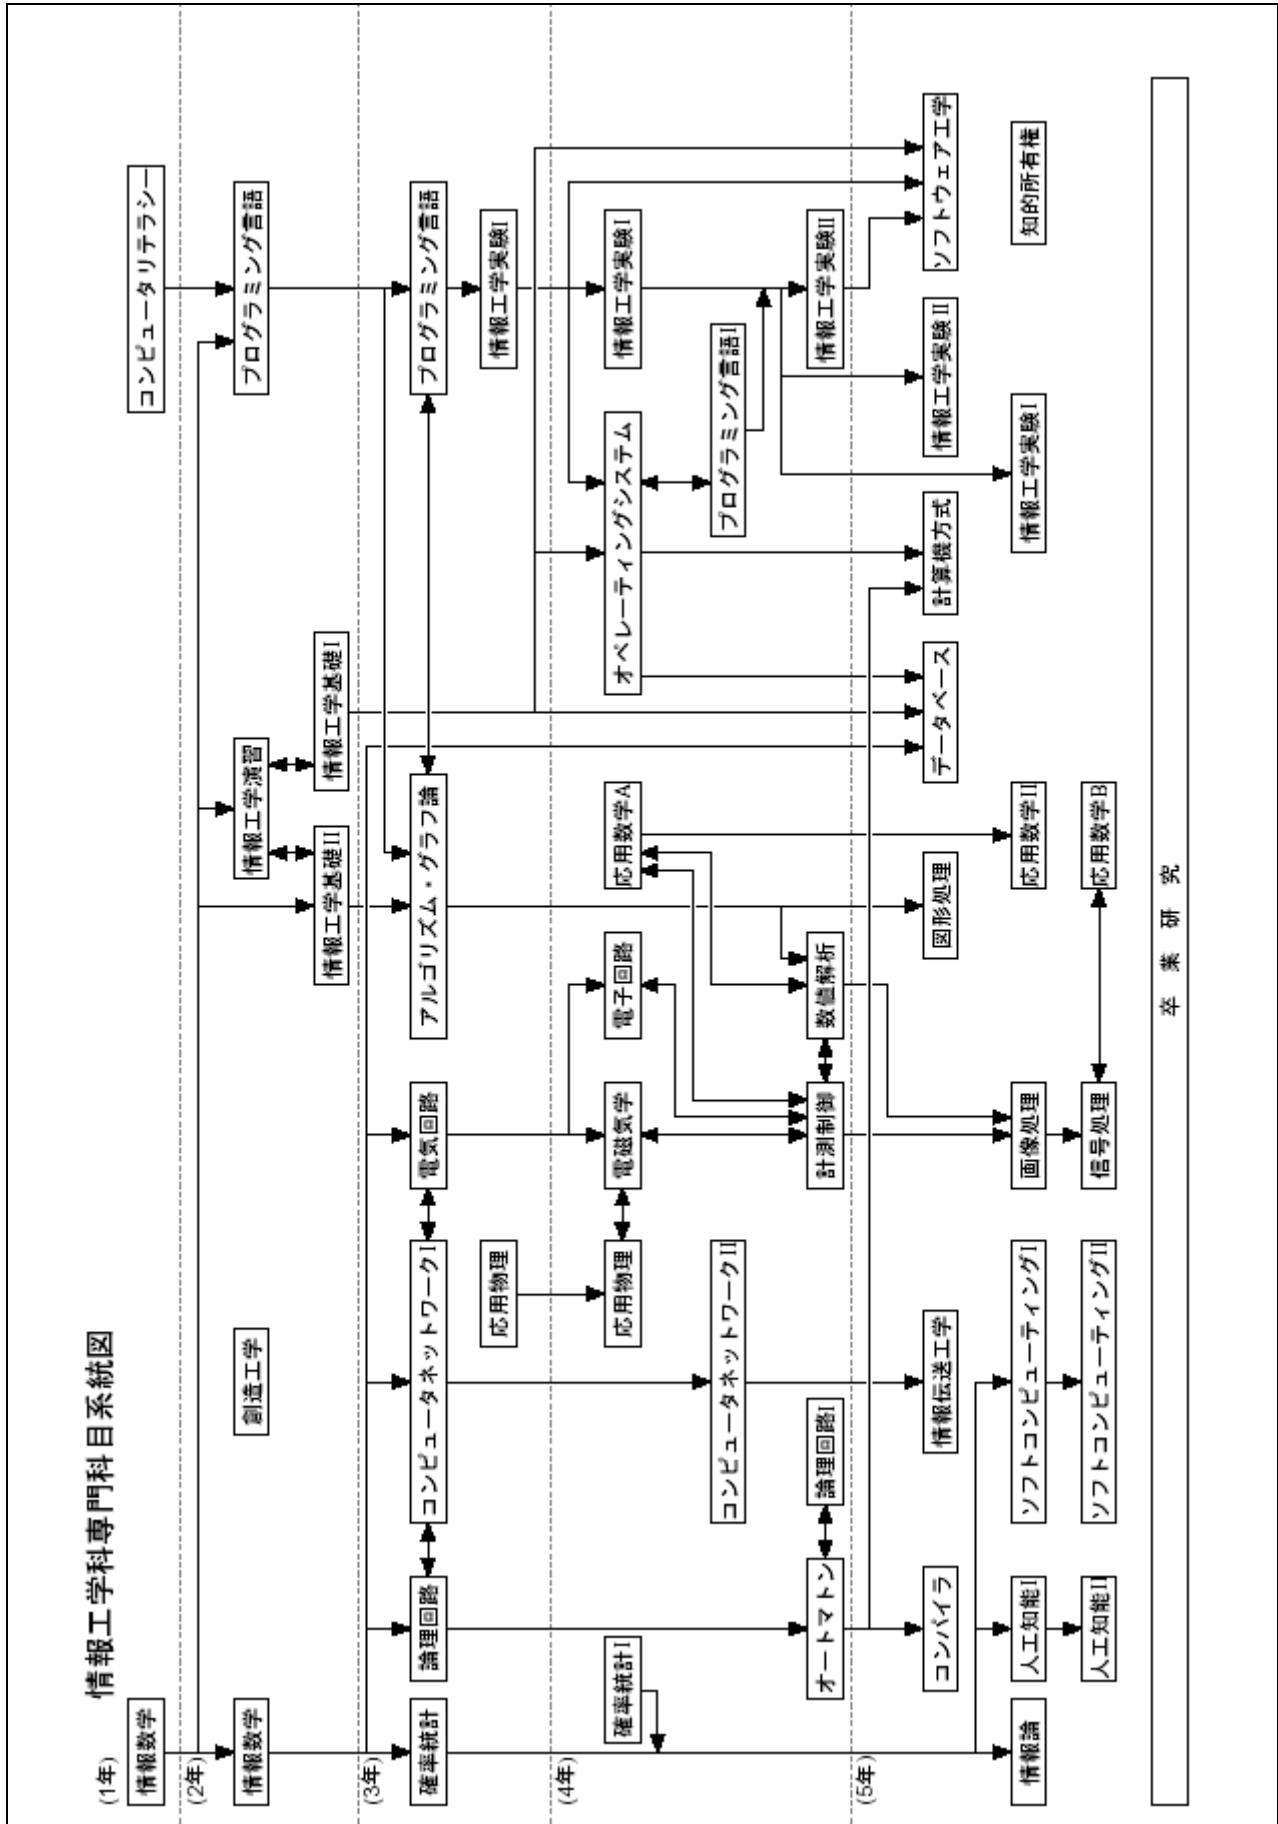 情報工学科専門科目系統図
(1年)
情報数学
コンピュータリテラシー
(2年)
情報数学
創造工学
情報工学演習
プログラミング言語
情報工学基礎II
情報工学基礎I
(3年)
確率統計
論理回路
コンピュータネットワークI
電気回路
アルゴリズム・グラフ論
プログラミング言語
応用物理
情報工学実験I
(4年)
確率統計I
応用物理
電磁気学
電子回路
応用数学A
オペレーティングシステム
情報工学実験I
コンピュータネットワークII
プログラミング言語I
オートマトン
論理回路I
計測制御
数値解析
情報工学実験II
(5年)
コンパイラ
情報伝送工学
図形処理
データベース
計算機方式
情報工学実験II
ソフトウェア工学
情報論
人工知能I
ソフトコンピューティングI
画像処理
応用数学II
情報工学実験I
知的所有権
人工知能II
ソフトコンピューティングII
信号処理
応用数学B
卒業研究